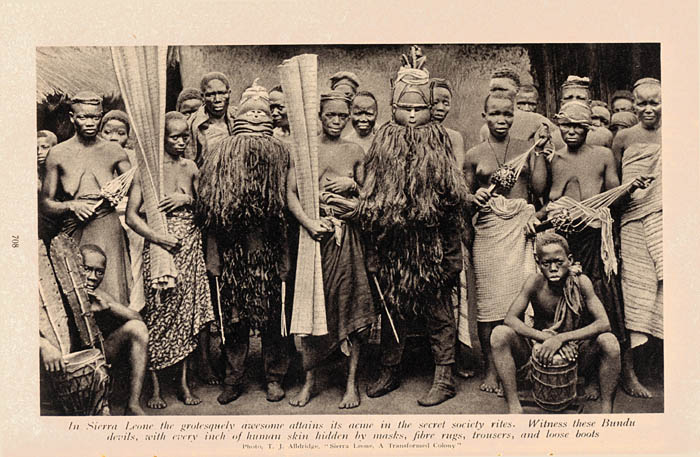 708
In Sierra Leone the grotesquely awesome attains its acme in the secret society rites. Witness these Bundu
devils, with every inch of human skin hidden by masks, fibre rugs, trousers, and loose boots
Photo, T. J. Alldridge, "Sierra Leone, A Transformed Colony"